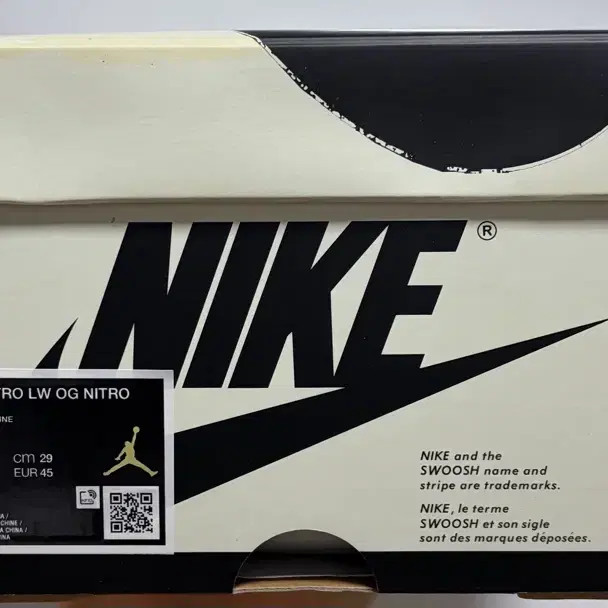 NIKE®
TRO LW OG NITRO
INE
cm 29
EUR 45
A /
CHINE /
A CHINA /
INA
NIKE and the
SWOOSH name and
stripe are trademarks.
NIKE, le terme
SWOOSH et son sigle
sont des marques déposées.